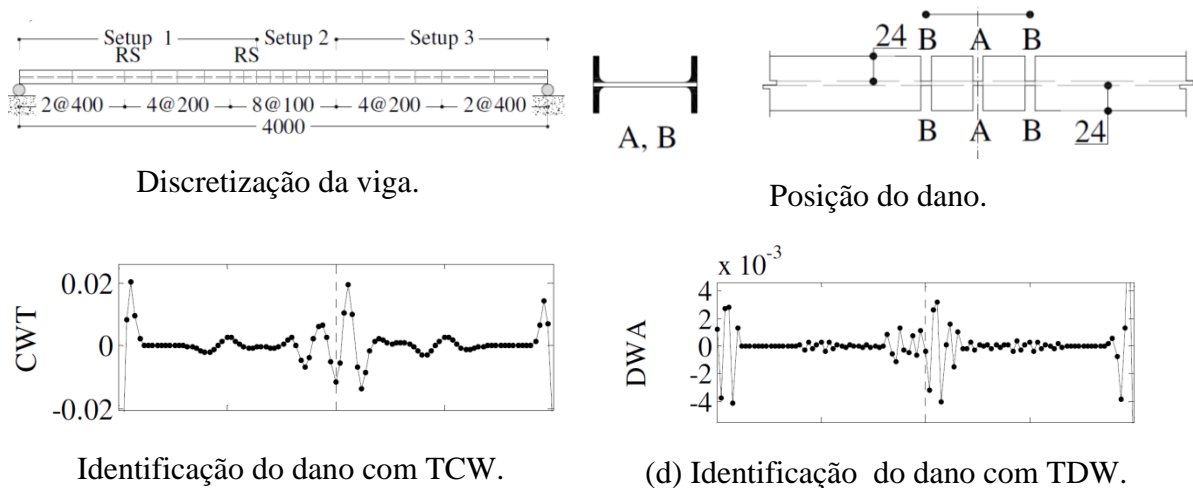 Setup 1 Setup 2 Setup 3
RS RS
2@400 4@200 8@100 4@200 2@400
4000
Discretização da viga.
A, B
24 B A B
B A B
24
Posição do dano.
0.02
CWT 0
-0.02
Identificação do dano com TCW.
x 10⁻³
4
2
DWA 0
-2
-4
(d) Identificação do dano com TDW.